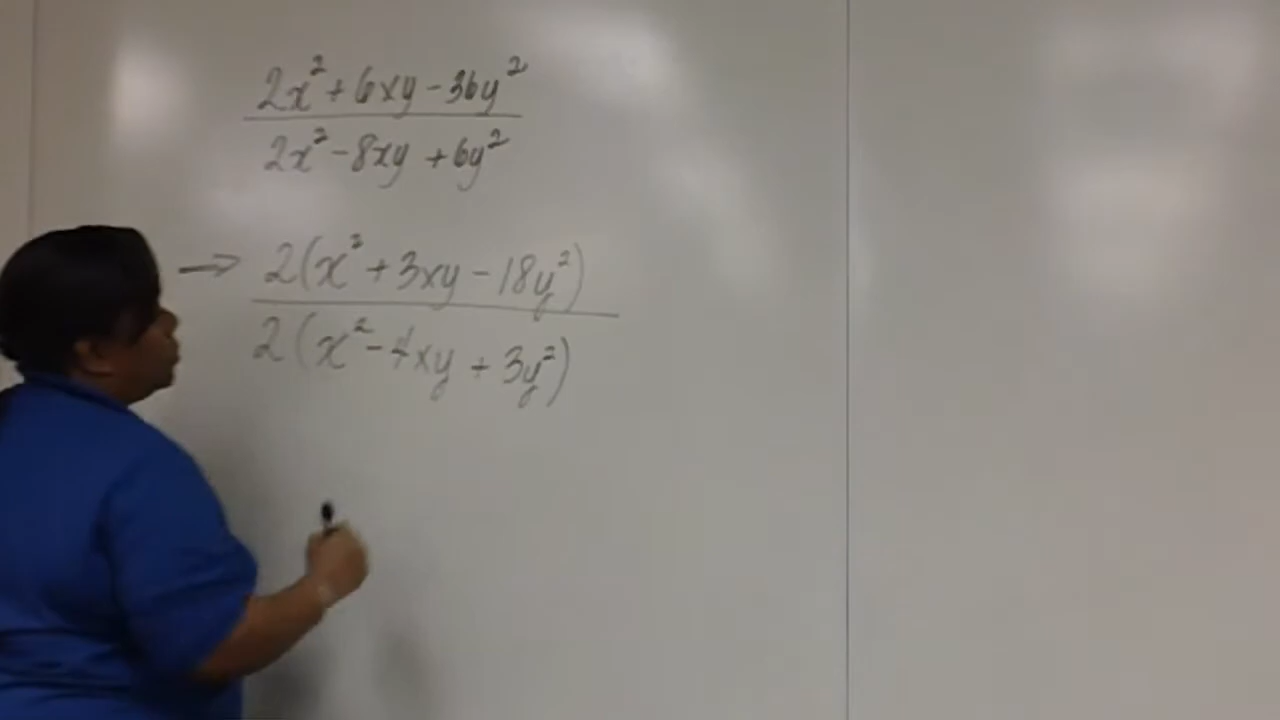 2x² + 6xy - 36y²
2x² - 8xy + 6y²
→ 2(x² + 3xy - 18y²)
2(x² - 4xy + 3y²)